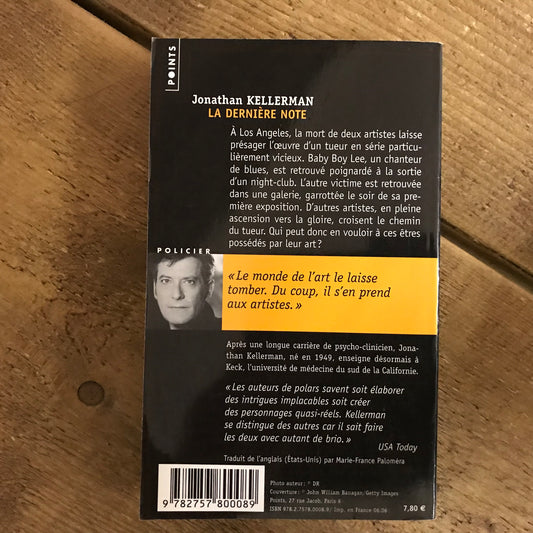 POINTS
Jonathan KELLERMAN
LA DERNIÈRE NOTE
À Los Angeles, la mort de deux artistes laisse
présager l'œuvre d'un tueur en série particu-
lièrement vicieux. Baby Boy Lee, un chanteur
de blues, est retrouvé poignardé à la sortie
d'un night-club. L'autre victime est retrouvée
dans une galerie, garrottée le soir de sa pre-
mière exposition. D'autres artistes, en pleine
ascension vers la gloire, croisent le chemin
du tueur. Qui peut donc en vouloir à ces êtres
possédés par leur art ?
POLICIER
« Le monde de l'art le laisse
tomber. Du coup, il s'en prend
aux artistes. »
Après une longue carrière de psycho-clinicien, Jona-
than Kellerman, né en 1949, enseigne désormais à
Keck, l'université de médecine du sud de la Californie.
« Les auteurs de polars savent soit élaborer
des intrigues implacables soit créer
des personnages quasi-réels. Kellerman
se distingue des autres car il sait faire
les deux avec autant de brio. »
USA Today
Traduit de l'anglais (États-Unis) par Marie-France Paloméra
9 782757 800089
Photo auteur : © DR
Couverture : © John William Banagan/Getty Images
Points, 27 rue Jacob, Paris 6
ISBN 978.2.7578.0008.9/ Imp. en France 06.06
7,80 €